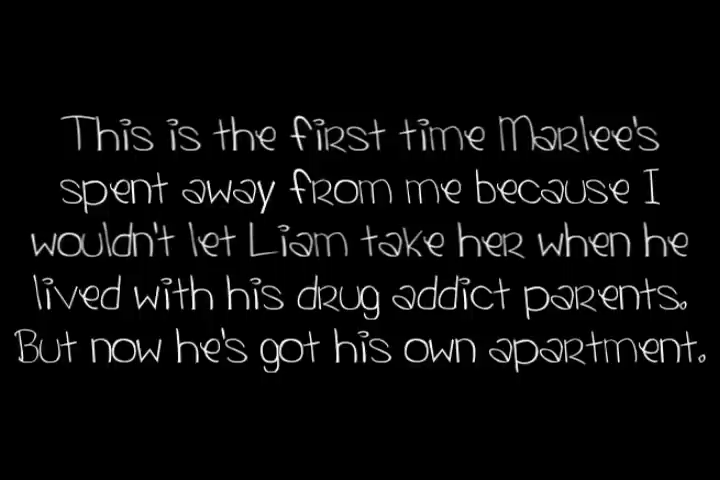 This is the first time Marlee's
spent away from me because I
wouldn't let Liam take her when he
lived with his drug addict parents.
But now he's got his own apartment.